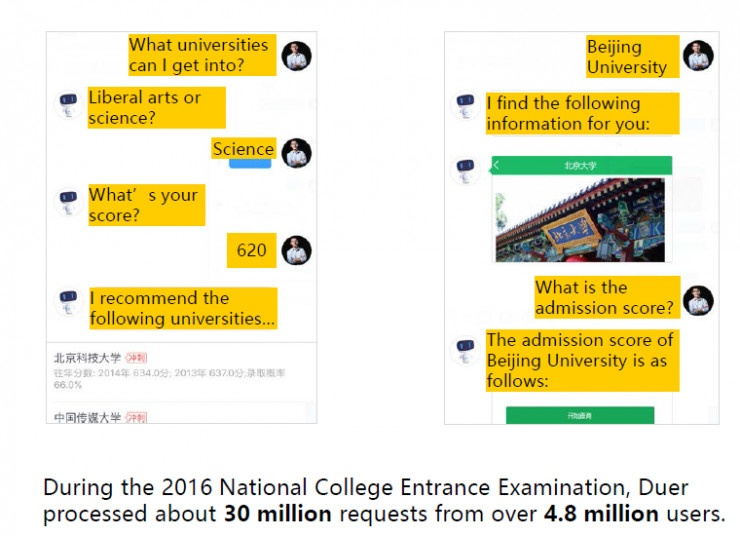 What universities
can I get into?
Liberal arts or
science?
Science
What's your
score?
620
I recommend the
following universities...
北京科技大学 冲刺
往年分数: 2014年 634.0分; 2013年 637.0分;录取概率
66.0%
中国传媒大学 冲刺
Beijing
University
I find the following
information for you:
北京大学
What is the
admission score?
The admission score of
Beijing University is as
follows:
开始查询
During the 2016 National College Entrance Examination, Duer
processed about 30 million requests from over 4.8 million users.